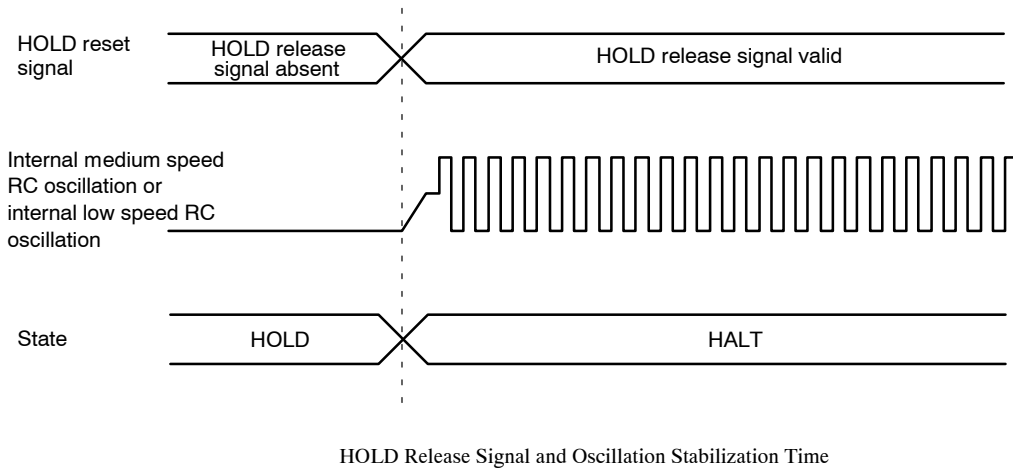 HOLD reset
signal
HOLD release
signal absent
HOLD release signal valid
Internal medium speed
RC oscillation or
internal low speed RC
oscillation
State
HOLD
HALT
HOLD Release Signal and Oscillation Stabilization Time